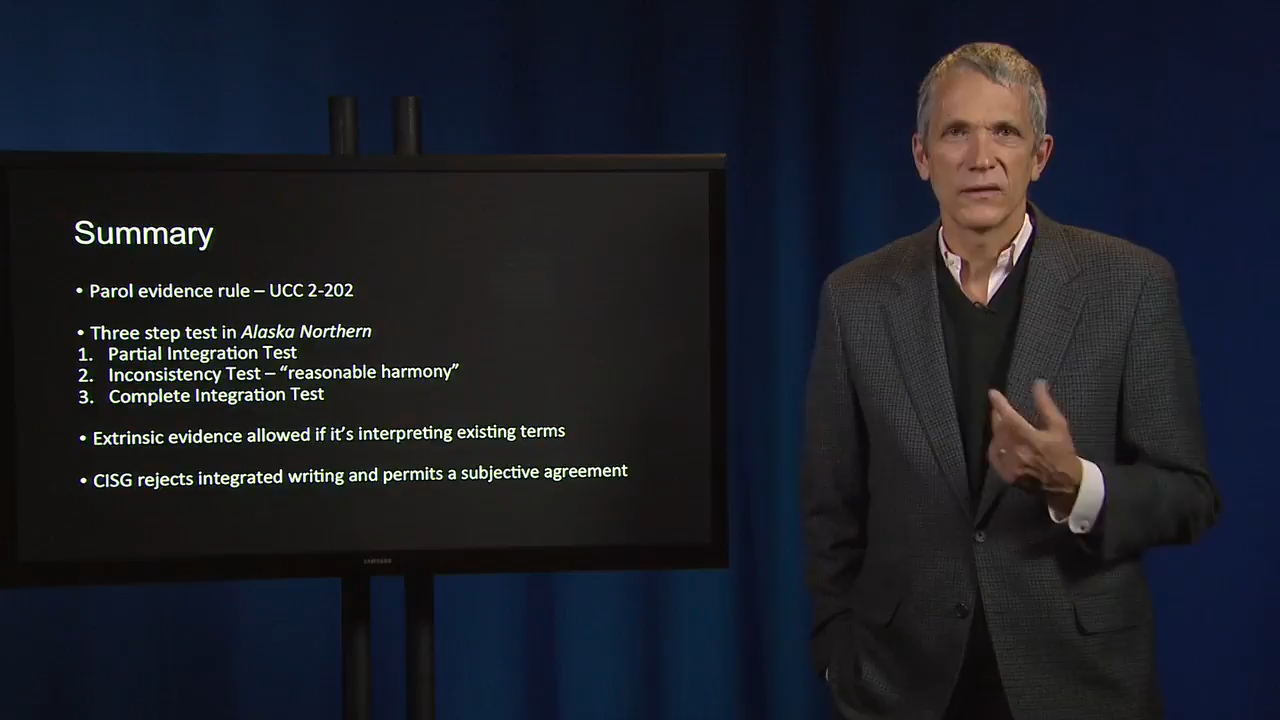 Summary
• Parol evidence rule – UCC 2-202
• Three step test in Alaska Northern
1. Partial Integration Test
2. Inconsistency Test – “reasonable harmony”
3. Complete Integration Test
• Extrinsic evidence allowed if it's interpreting existing terms
• CISG rejects integrated writing and permits a subjective agreement
SAMSUNG